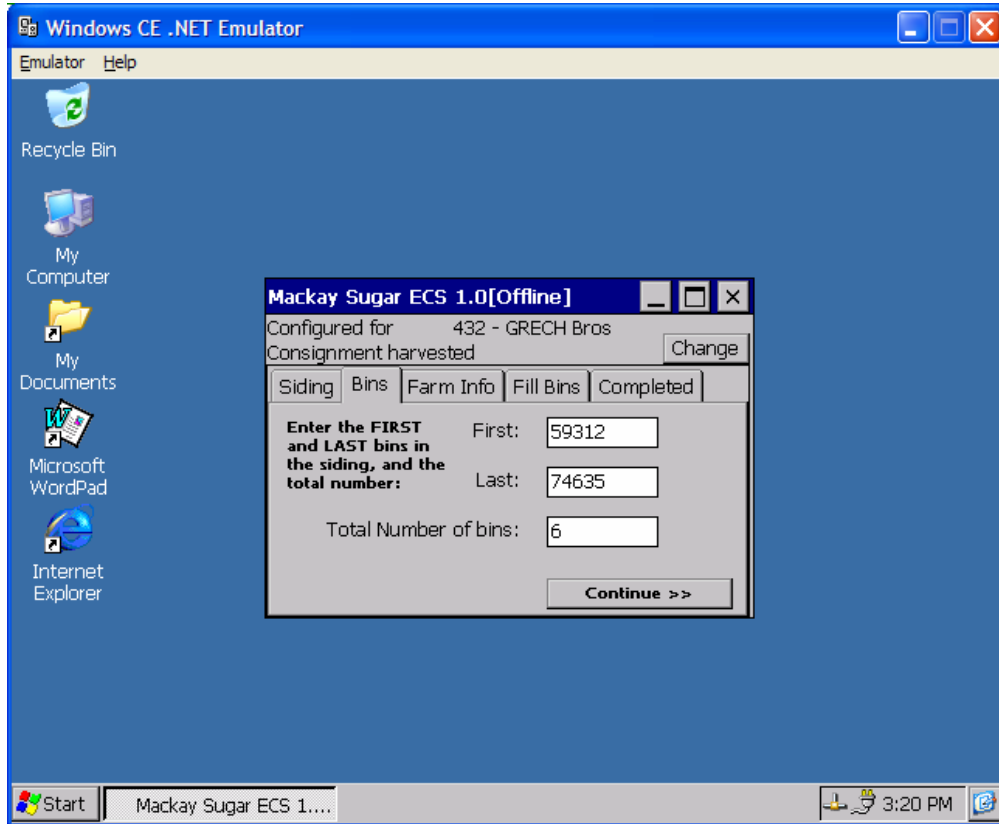 Windows CE .NET Emulator
Emulator Help
Recycle Bin
My
Computer
My
Documents
Microsoft
WordPad
Internet
Explorer
Mackay Sugar ECS 1.0[Offline]
Configured for 432 - GRECH Bros
Consignment harvested
Change
Siding Bins Farm Info Fill Bins Completed
Enter the FIRST
and LAST bins in
the siding, and the
total number:
First: 59312
Last: 74635
Total Number of bins: 6
Continue >>
Start Mackay Sugar ECS 1.... 3:20 PM